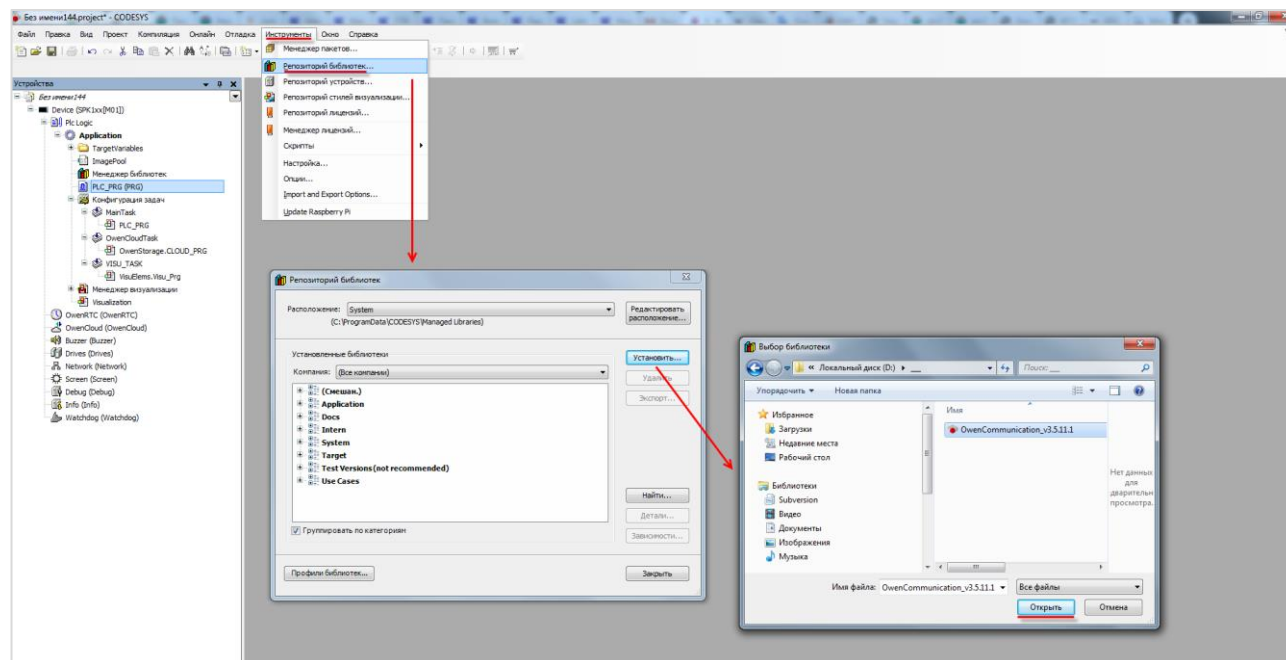 Без имени144.project* - CODESYS
Файл Правка Вид Проект Компиляция Онлайн Отладка Инструменты Окно Справка
Менеджер пакетов...
Репозиторий библиотек...
Репозиторий устройств...
Репозиторий стилей визуализации...
Репозиторий лицензий...
Менеджер лицензий...
Скрипты
Настройка...
Опции...
Import and Export Options...
Update Raspberry Pi
Устройства
Без имени144
Device (SPK1xx[M01])
Plc Logic
Application
TargetVariables
ImagePool
Менеджер библиотек
PLC_PRG (PRG)
Конфигурация задач
MainTask
PLC_PRG
OwenCloudTask
OwenStorage.CLOUD_PRG
VISU_TASK
VisuElems.Visu_Prg
Менеджер визуализации
Visualization
OwenRTC (OwenRTC)
OwenCloud (OwenCloud)
Buzzer (Buzzer)
Drives (Drives)
Network (Network)
Screen (Screen)
Debug (Debug)
Info (Info)
Watchdog (Watchdog)
Репозиторий библиотек
Расположение: System
Редактировать расположение...
(C:\ProgramData\CODESYS\Managed Libraries)
Установленные библиотеки
Установить...
Компания: (Все компании)
Удалить
Экспорт...
(Смешан.)
Application
Docs
Intern
System
Target
Test Versions(not recommended)
Use Cases
Найти...
Детали...
Зависимости...
Группировать по категориям
Профили библиотек...
Закрыть
Выбор библиотеки
« Локальный диск (D:) ▸ __
Поиск: __
Упорядочить
Новая папка
Избранное
Загрузки
Недавние места
Рабочий стол
Библиотеки
Subversion
Видео
Документы
Изображения
Музыка
Имя
OwenCommunication_v3.5.11.1
Нет данных
для
дварительн
просмотра.
Имя файла: OwenCommunication_v3.5.11.1
Все файлы
Открыть
Отмена